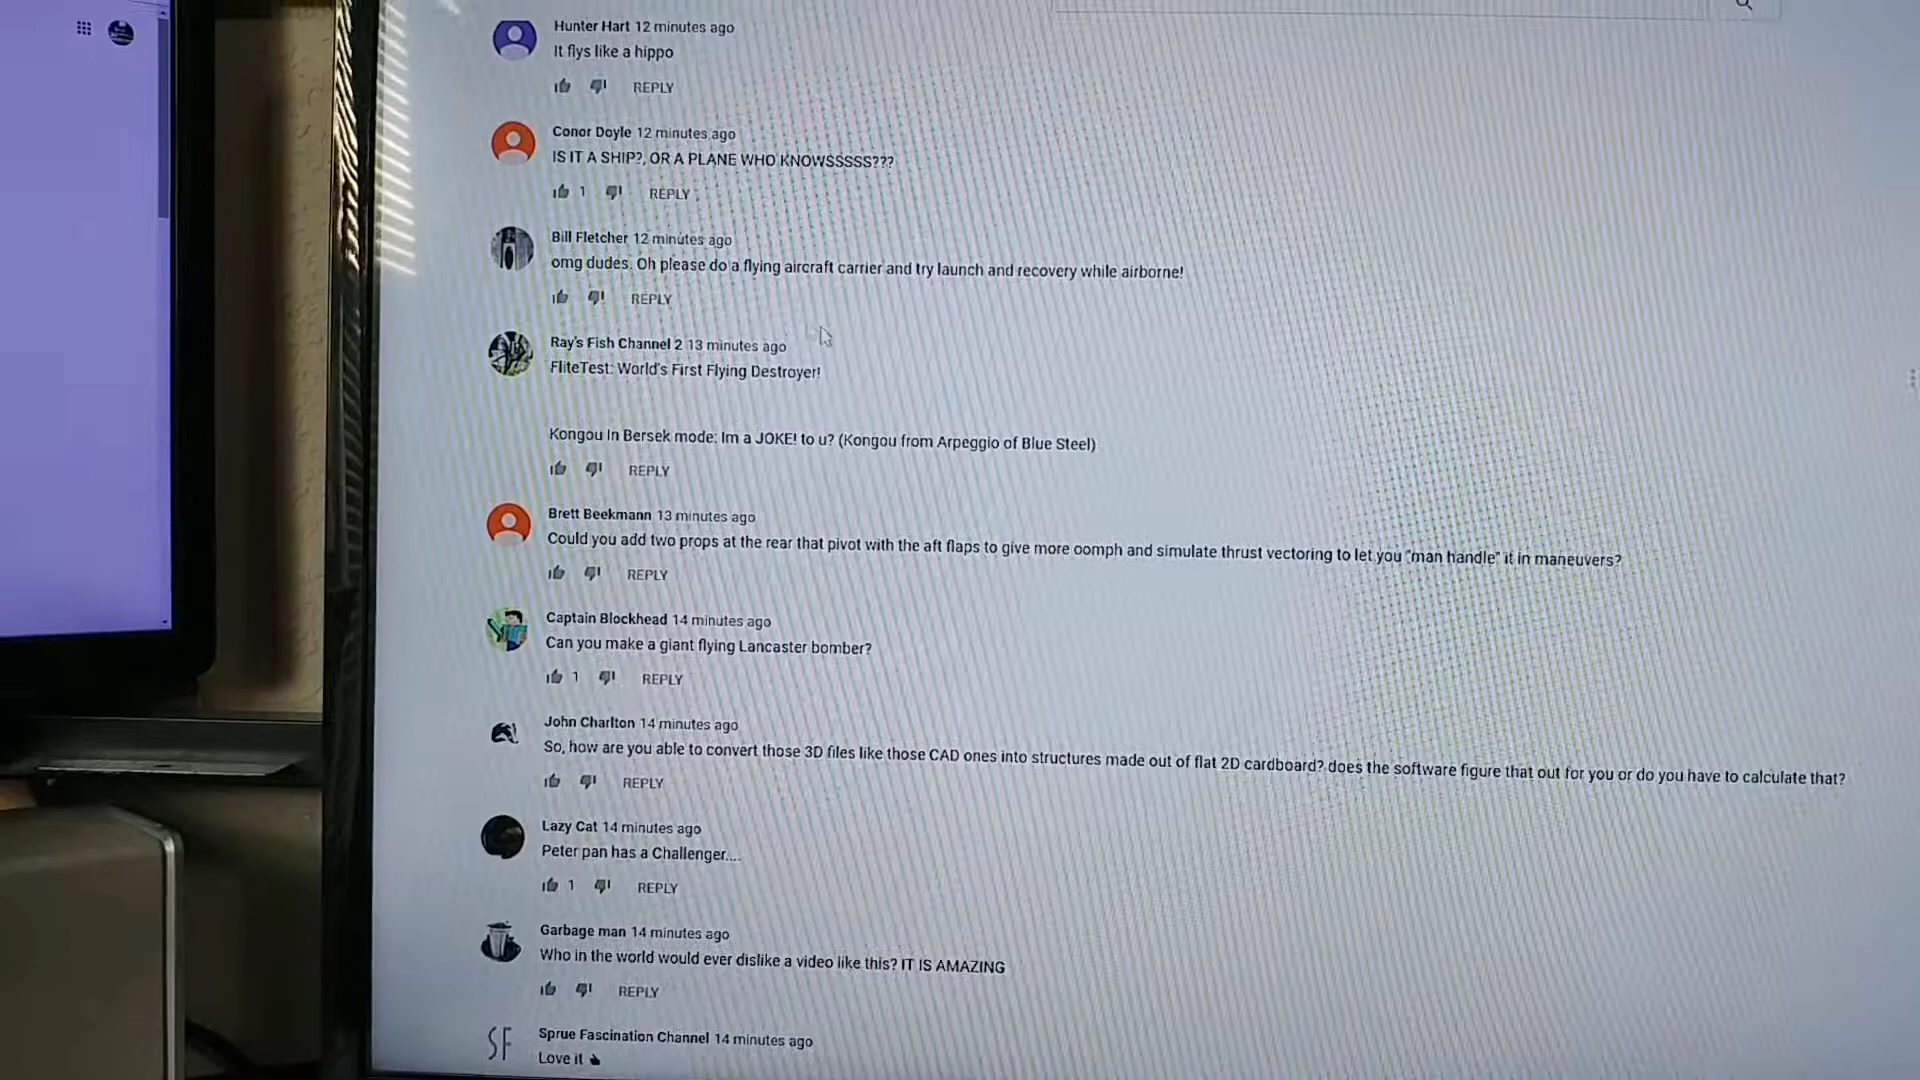 Hunter Hart 12 minutes ago
It flys like a hippo
REPLY
Conor Doyle 12 minutes ago
IS IT A SHIP?, OR A PLANE WHO KNOWSSSSS???
1 REPLY
Bill Fletcher 12 minutes ago
omg dudes. Oh please do a flying aircraft carrier and try launch and recovery while airborne!
REPLY
Ray's Fish Channel 2 13 minutes ago
FliteTest: World's First Flying Destroyer!
Kongou In Bersek mode: Im a JOKE! to u? (Kongou from Arpeggio of Blue Steel)
REPLY
Brett Beekmann 13 minutes ago
Could you add two props at the rear that pivot with the aft flaps to give more oomph and simulate thrust vectoring to let you "man handle" it in maneuvers?
REPLY
Captain Blockhead 14 minutes ago
Can you make a giant flying Lancaster bomber?
1 REPLY
John Charlton 14 minutes ago
So, how are you able to convert those 3D files like those CAD ones into structures made out of flat 2D cardboard? does the software figure that out for you or do you have to calculate that?
REPLY
Lazy Cat 14 minutes ago
Peter pan has a Challenger....
1 REPLY
Garbage man 14 minutes ago
Who in the world would ever dislike a video like this? IT IS AMAZING
REPLY
SF
Sprue Fascination Channel 14 minutes ago
Love it